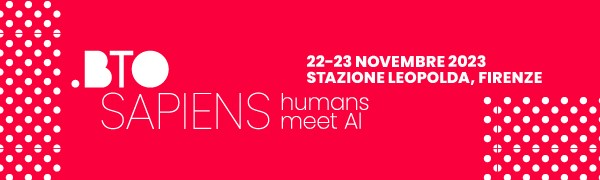 .BTO
SAPIENS humans
meet AI
22-23 NOVEMBRE 2023
STAZIONE LEOPOLDA, FIRENZE